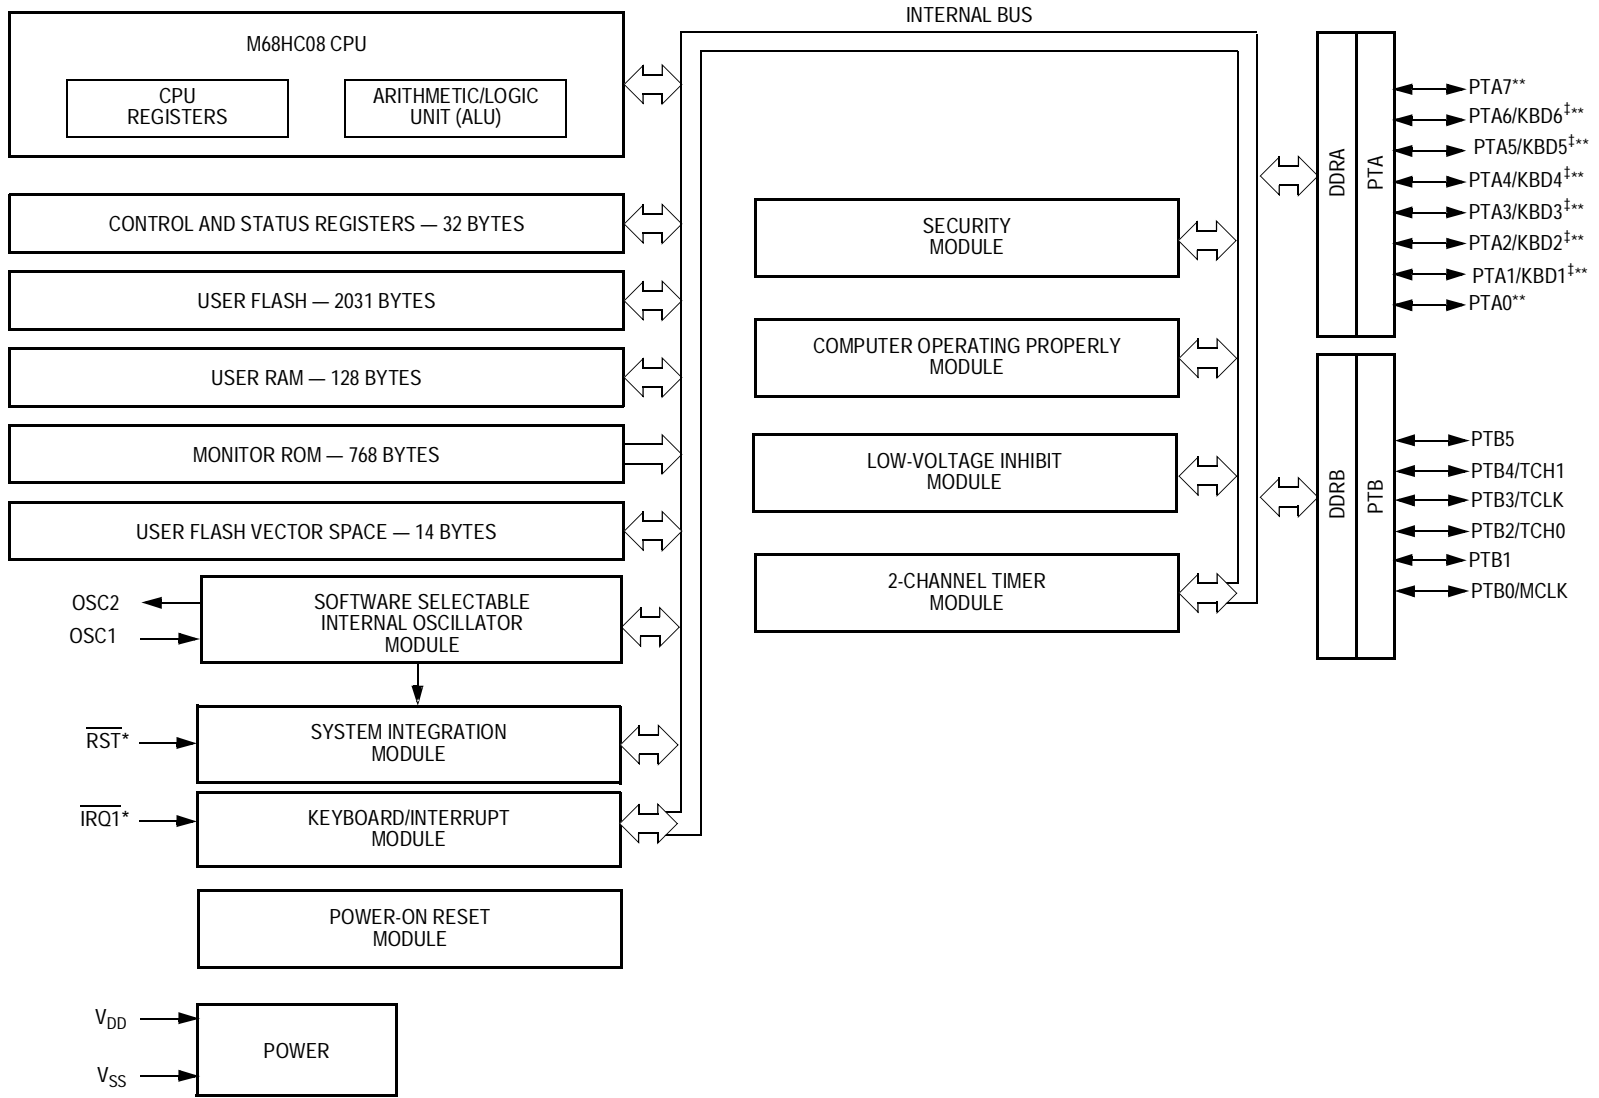 INTERNAL BUS
M68HC08 CPU
CPU
REGISTERS
ARITHMETIC/LOGIC
UNIT (ALU)
CONTROL AND STATUS REGISTERS — 32 BYTES
USER FLASH — 2031 BYTES
USER RAM — 128 BYTES
MONITOR ROM — 768 BYTES
USER FLASH VECTOR SPACE — 14 BYTES
OSC2
OSC1
SOFTWARE SELECTABLE
INTERNAL OSCILLATOR
MODULE
RST*
SYSTEM INTEGRATION
MODULE
IRQ1*
KEYBOARD/INTERRUPT
MODULE
POWER-ON RESET
MODULE
VDD
VSS
POWER
SECURITY
MODULE
COMPUTER OPERATING PROPERLY
MODULE
LOW-VOLTAGE INHIBIT
MODULE
2-CHANNEL TIMER
MODULE
DDRA
PTA
PTA7**
PTA6/KBD6‡**
PTA5/KBD5‡**
PTA4/KBD4‡**
PTA3/KBD3‡**
PTA2/KBD2‡**
PTA1/KBD1‡**
PTA0**
DDRB
PTB
PTB5
PTB4/TCH1
PTB3/TCLK
PTB2/TCH0
PTB1
PTB0/MCLK